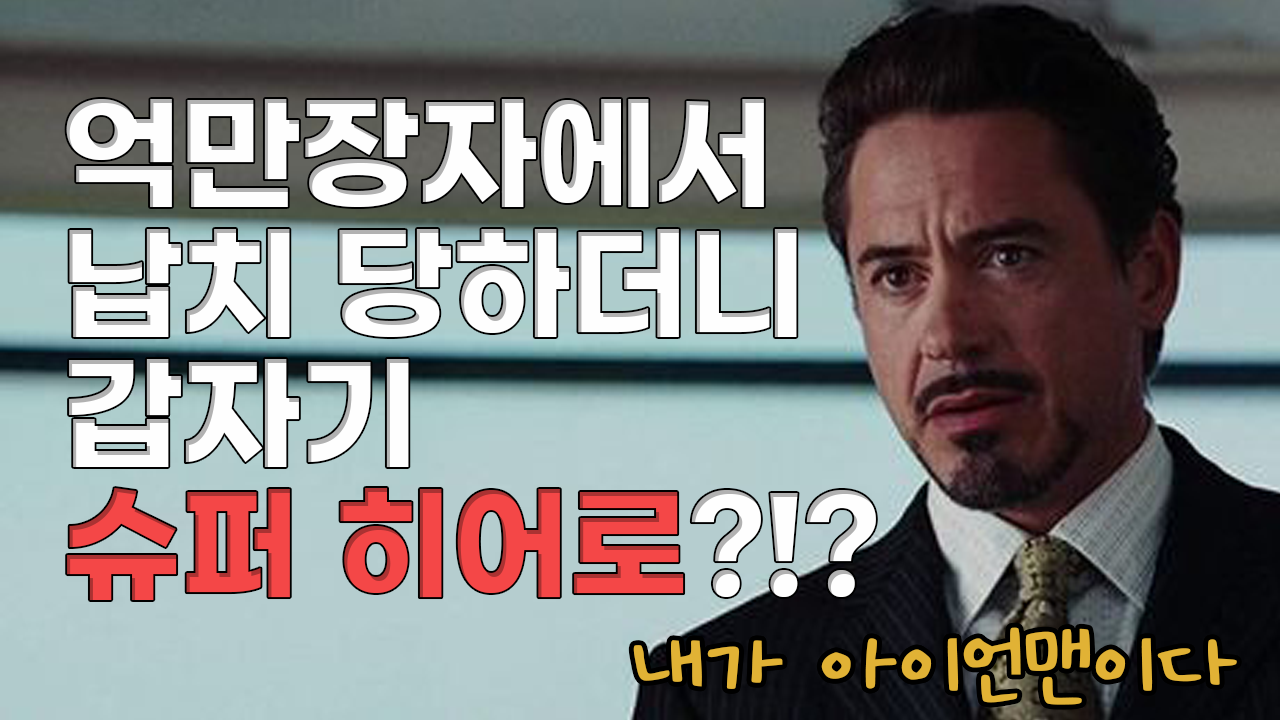 억만장자에서
납치 당하더니
갑자기
슈퍼 히어로?!?
내가 아이언맨이다